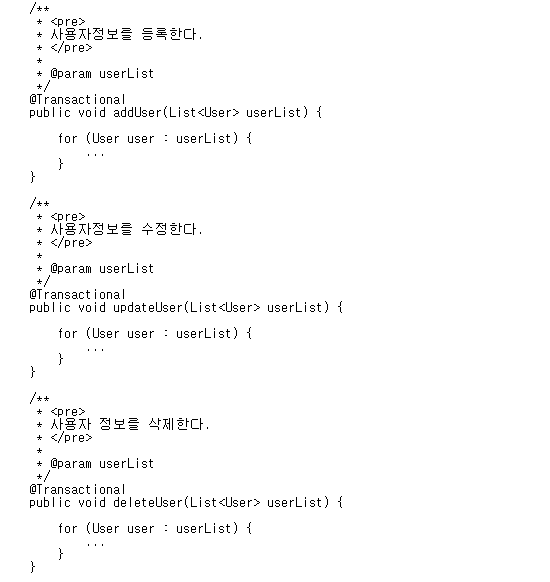 /**
 * <pre>
 * 사용자정보를 등록한다.
 * </pre>
 *
 * @param userList
 */
@Transactional
public void addUser(List<User> userList) {

    for (User user : userList) {
        ...
    }
}

/**
 * <pre>
 * 사용자정보를 수정한다.
 * </pre>
 *
 * @param userList
 */
@Transactional
public void updateUser(List<User> userList) {

    for (User user : userList) {
        ...
    }
}

/**
 * <pre>
 * 사용자 정보를 삭제한다.
 * </pre>
 *
 * @param userList
 */
@Transactional
public void deleteUser(List<User> userList) {

    for (User user : userList) {
        ...
    }
}